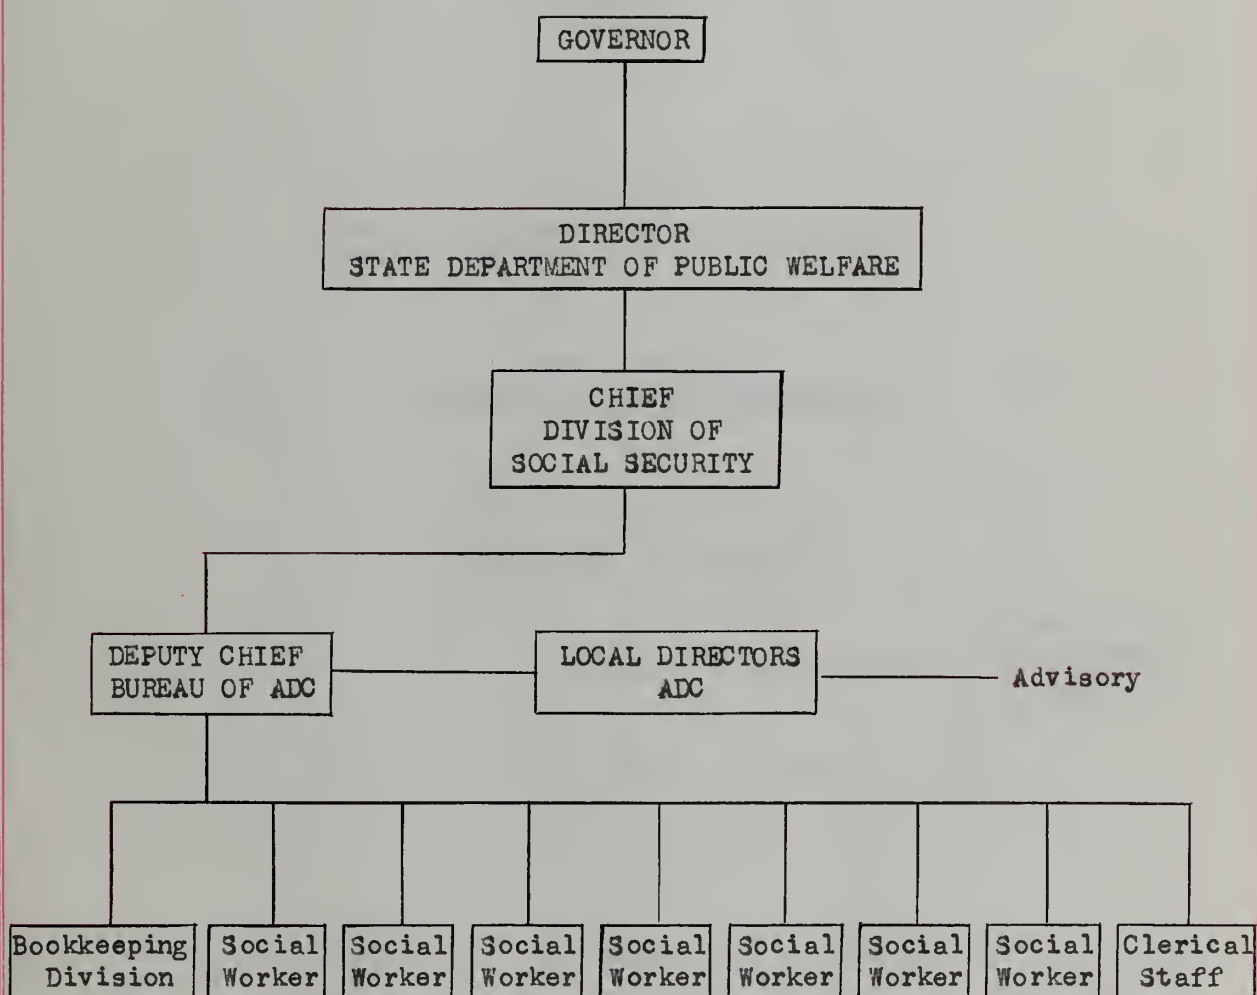 GOVERNOR
DIRECTOR
STATE DEPARTMENT OF PUBLIC WELFARE
CHIEF
DIVISION OF
SOCIAL SECURITY
DEPUTY CHIEF
BUREAU OF ADC
LOCAL DIRECTORS
ADC
Advisory
Bookkeeping
Division
Social
Worker
Social
Worker
Social
Worker
Social
Worker
Social
Worker
Social
Worker
Social
Worker
Clerical
Staff